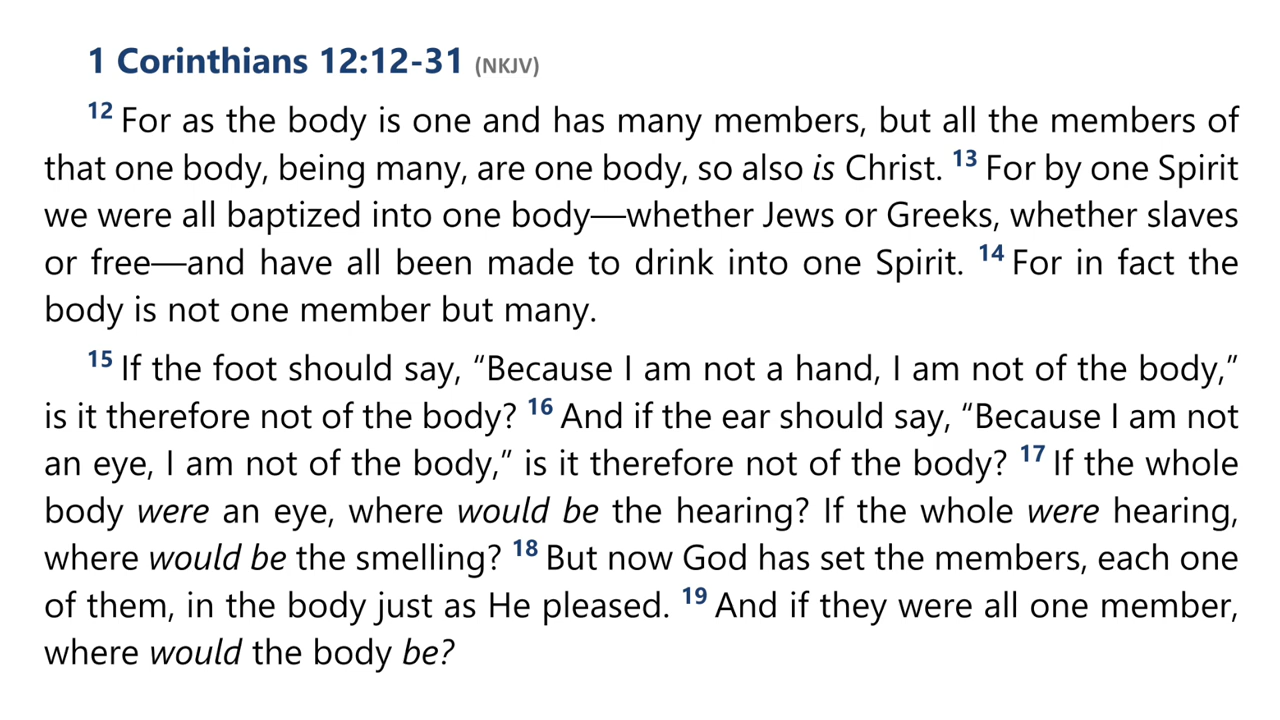 1 Corinthians 12:12-31 (NKJV)
12 For as the body is one and has many members, but all the members of
that one body, being many, are one body, so also is Christ. 13 For by one Spirit
we were all baptized into one body—whether Jews or Greeks, whether slaves
or free—and have all been made to drink into one Spirit. 14 For in fact the
body is not one member but many.
15 If the foot should say, “Because I am not a hand, I am not of the body,”
is it therefore not of the body? 16 And if the ear should say, “Because I am not
an eye, I am not of the body,” is it therefore not of the body? 17 If the whole
body were an eye, where would be the hearing? If the whole were hearing,
where would be the smelling? 18 But now God has set the members, each one
of them, in the body just as He pleased. 19 And if they were all one member,
where would the body be?